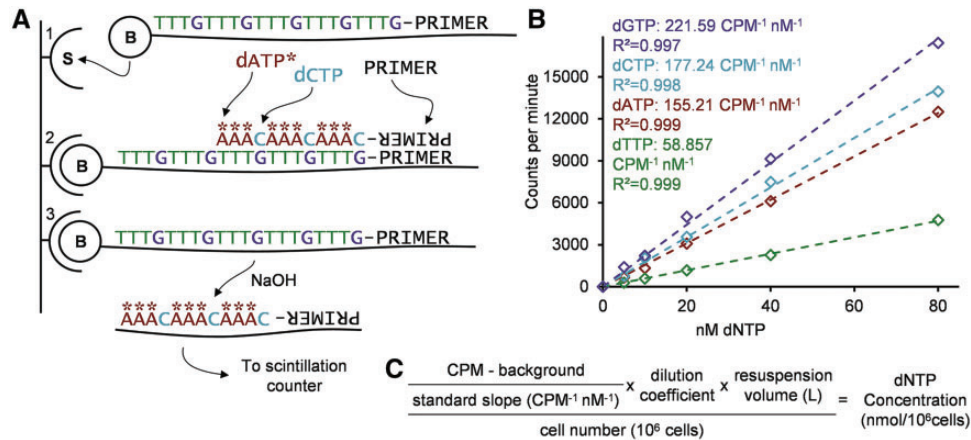 A
1
S
B
TTTGTTTGTTTGTTTG-PRIMER
dATP*
dCTP
PRIMER
2
*** *** ***
AAACAAACAAAC-PRIMER
B
TTTGTTTGTTTGTTTG-PRIMER
3
B
TTTGTTTGTTTGTTTG-PRIMER
NaOH
*** *** ***
AAACAAACAAAC-PRIMER
To scintillation
counter
B
dGTP: 221.59 CPM⁻¹ nM⁻¹
R²=0.997
dCTP: 177.24 CPM⁻¹ nM⁻¹
R²=0.998
dATP: 155.21 CPM⁻¹ nM⁻¹
R²=0.999
dTTP: 58.857
CPM⁻¹ nM⁻¹
R²=0.999
Counts per minute
15000
12000
9000
6000
3000
0
0 20 40 60 80
nM dNTP
C
CPM - background
standard slope (CPM⁻¹ nM⁻¹)
x
dilution
coefficient
x
resuspension
volume (L)
cell number (10⁶ cells)
=
dNTP
Concentration
(nmol/10⁶cells)